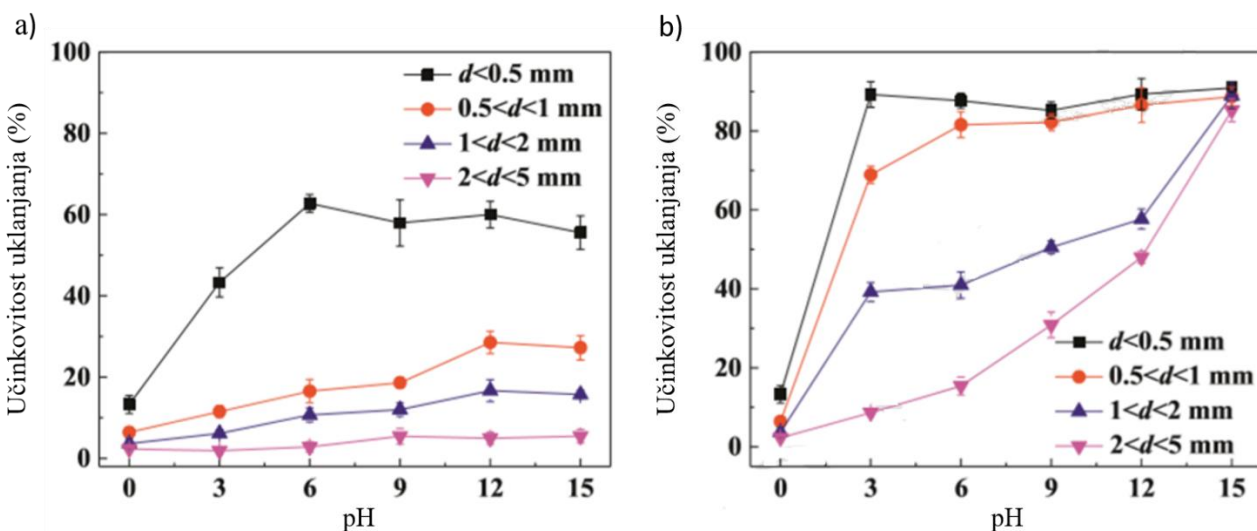 a)
Učinkovitost uklanjanja (%)
100
80
60
40
20
0
d<0.5 mm
0.5<d<1 mm
1<d<2 mm
2<d<5 mm
0 3 6 9 12 15
pH
b)
Učinkovitost uklanjanja (%)
100
80
60
40
20
0
d<0.5 mm
0.5<d<1 mm
1<d<2 mm
2<d<5 mm
0 3 6 9 12 15
pH